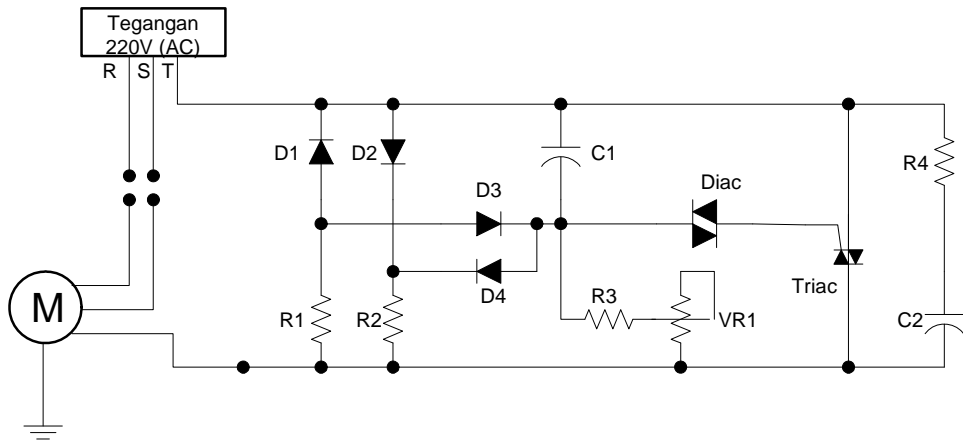 Tegangan
220V (AC)
R S T
D1
D2
C1
R4
D3
Diac
D4
Triac
R1
R2
R3
VR1
C2
M